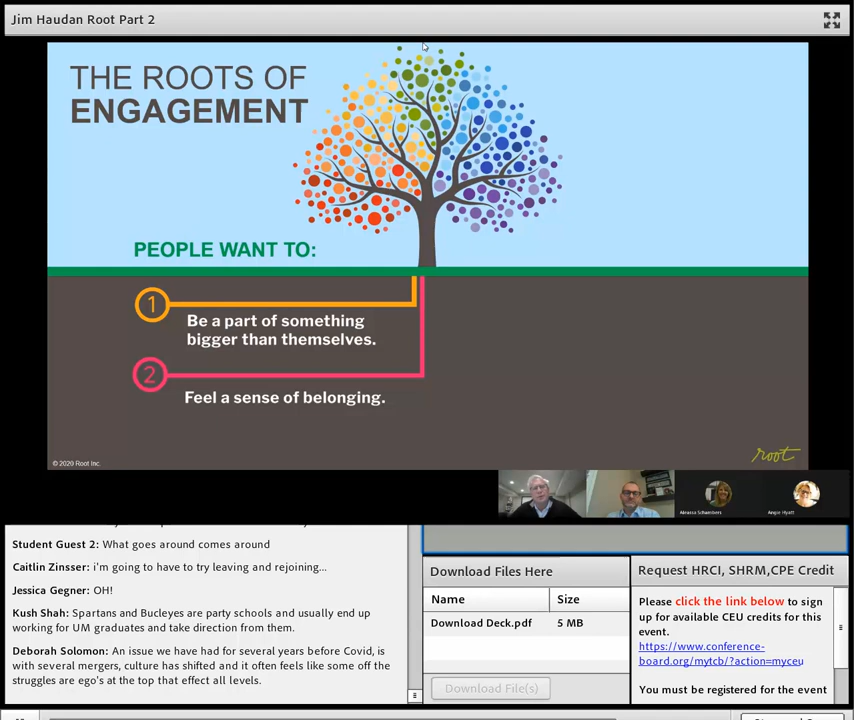 Jim Haudan Root Part 2
THE ROOTS OF
ENGAGEMENT
PEOPLE WANT TO:
1
Be a part of something
bigger than themselves.
2
Feel a sense of belonging.
© 2020 Root Inc.
root
Angie Hyatt
Student Guest 2: What goes around comes around
Caitlin Zinsser: i'm going to have to try leaving and rejoining...
Jessica Gegner: OH!
Kush Shah: Spartans and Bucleyes are party schools and usually end up
working for UM graduates and take direction from them.
Deborah Solomon: An issue we have had for several years before Covid, is
with several mergers, culture has shifted and it often feels like some off the
struggles are ego's at the top that effect all levels.
Download Files Here
Name Size
Download Deck.pdf 5 MB
Download File(s)
Request HRCI, SHRM,CPE Credit
Please click the link below to sign
up for available CEU credits for this
event.
https://www.conference-
board.org/mytcb/?action=myceu
You must be registered for the event